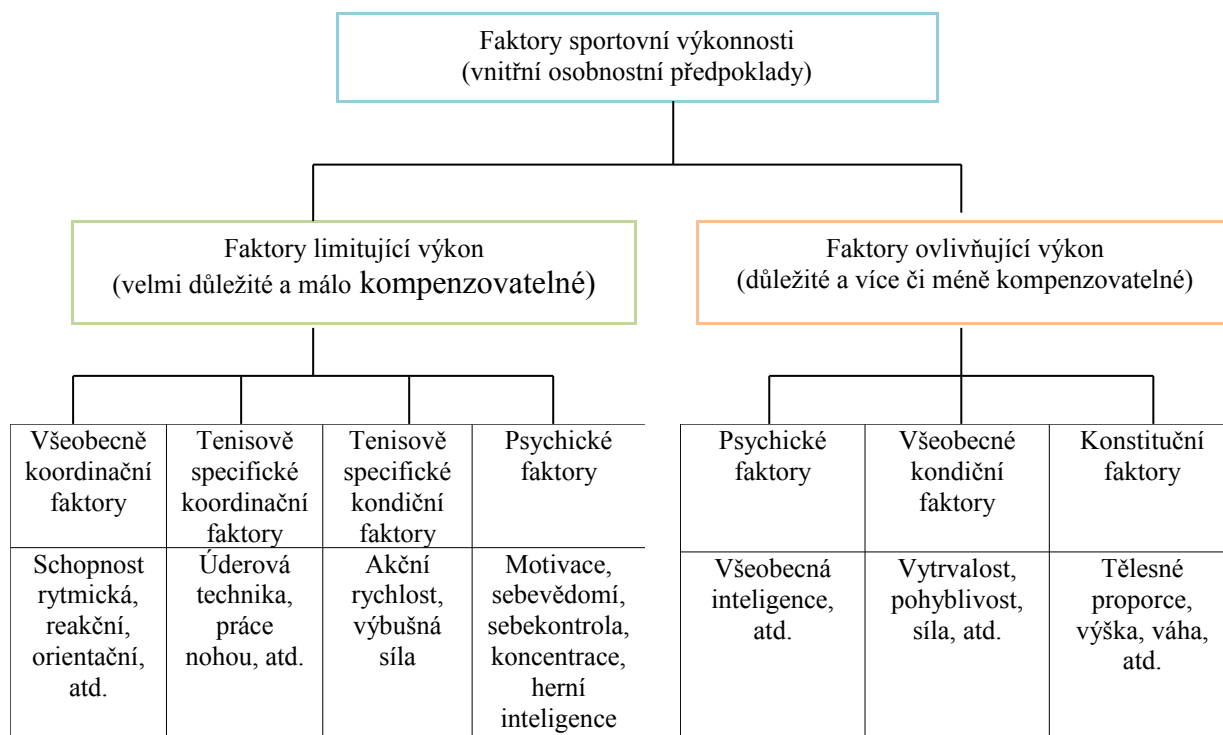 Faktory sportovní výkonnosti
(vnitřní osobnostní předpoklady)
Faktory limitující výkon
(velmi důležité a málo kompenzovatelné)
Faktory ovlivňující výkon
(důležité a více či méně kompenzovatelné)
Všeobecně
koordinační
faktory
Tenisově
specifické
koordinační
faktory
Tenisově
specifické
kondiční
faktory
Psychické
faktory
Schopnost
rytmická,
reakční,
orientační,
atd.
Úderová
technika,
práce
nohou, atd.
Akční
rychlost,
výbušná
síla
Motivace,
sebevědomí,
sebekontrola,
koncentrace,
herní
inteligence
Psychické
faktory
Všeobecné
kondiční
faktory
Konstituční
faktory
Všeobecná
inteligence,
atd.
Vytrvalost,
pohyblivost,
síla, atd.
Tělesné
proporce,
výška, váha,
atd.